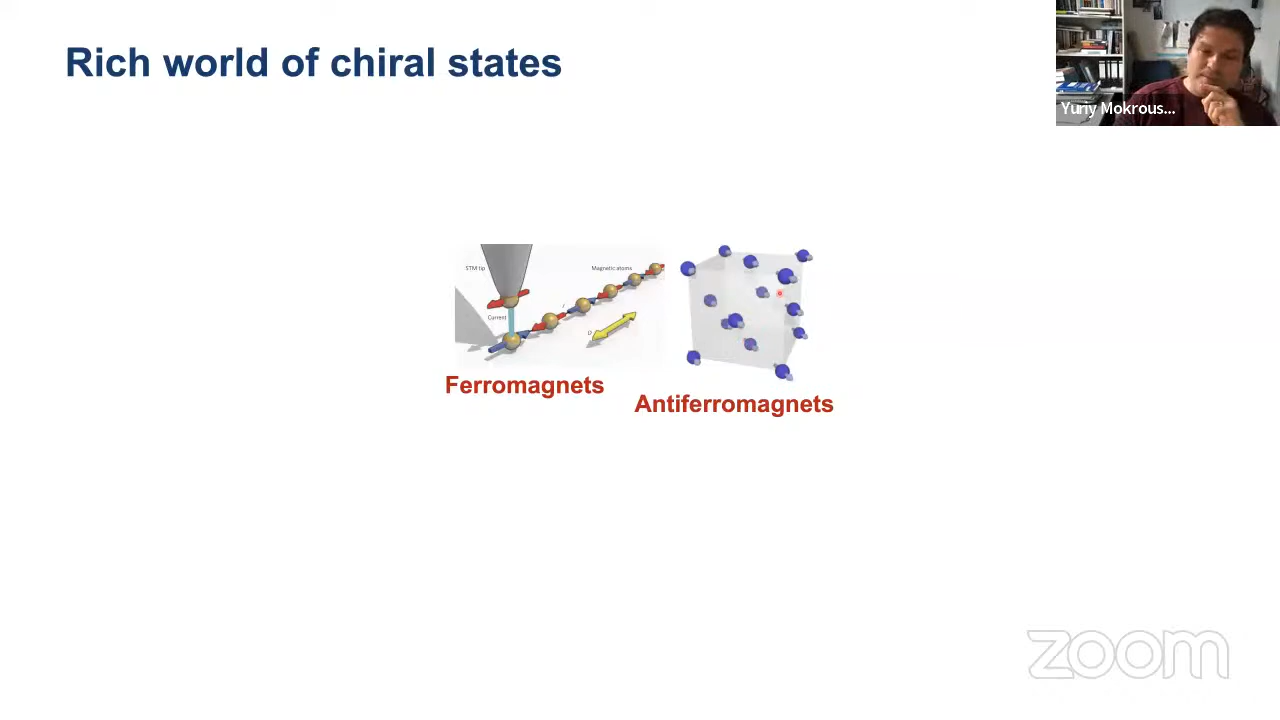 Rich world of chiral states
Yuriy Mokrous...
STM tip
Magnetic atoms
Current
J
D
Ferromagnets
Antiferromagnets
zoom